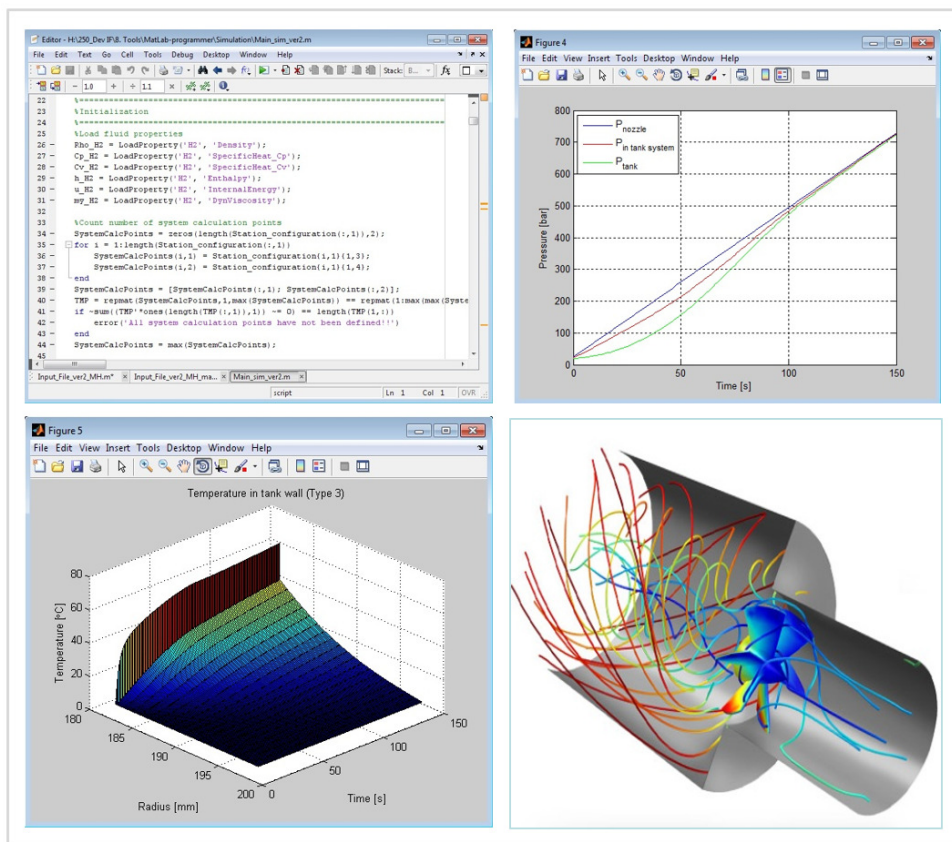 Editor - H:\250_Dev IF\8. Tools\MatLab-programmer\Simulation\Main_sim_ver2.m
File Edit Text Go Cell Tools Debug Desktop Window Help
Stack: B...
fx
1.0
1.1
22 %=====================================================================
23 %Initialization
24 %=====================================================================
25 %Load fluid properties
26 Rho_H2 = LoadProperty('H2', 'Density');
27 Cp_H2 = LoadProperty('H2', 'SpecificHeat_Cp');
28 Cv_H2 = LoadProperty('H2', 'SpecificHeat_Cv');
29 h_H2 = LoadProperty('H2', 'Enthalpy');
30 u_H2 = LoadProperty('H2', 'InternalEnergy');
31 my_H2 = LoadProperty('H2', 'DynViscosity');
32
33 %Count number of system calculation points
34 SystemCalcPoints = zeros(length(Station_configuration(:,1)),2);
35 for i = 1:length(Station_configuration(:,1))
36 SystemCalcPoints(i,1) = Station_configuration{i,1}(1,3);
37 SystemCalcPoints(i,2) = Station_configuration{i,1}(1,4);
38 end
39 SystemCalcPoints = [SystemCalcPoints(:,1); SystemCalcPoints(:,2)];
40 TMP = repmat(SystemCalcPoints,1,max(SystemCalcPoints)) == repmat(1:max(max(Syste
41 if ~sum((TMP'*ones(length(TMP(:,1)),1) ~= 0) == length(TMP(1,:))
42 error('All system calculation points have not been defined!!!')
43 end
44 SystemCalcPoints = max(SystemCalcPoints);
45
Input_File_ver2_MH.m* Input_File_ver2_MH_ma... Main_sim_ver2.m
script Ln 1 Col 1 OVR
Figure 4
File Edit View Insert Tools Desktop Window Help
P nozzle
P in tank system
P tank
800
700
600
500
400
300
200
100
0
Pressure [bar]
0 50 100 150
Time [s]
Figure 5
File Edit View Insert Tools Desktop Window Help
Temperature in tank wall (Type 3)
80
60
40
20
0
Temperature [ºC]
180
185
190
195
200
Radius [mm]
0
50
100
150
Time [s]